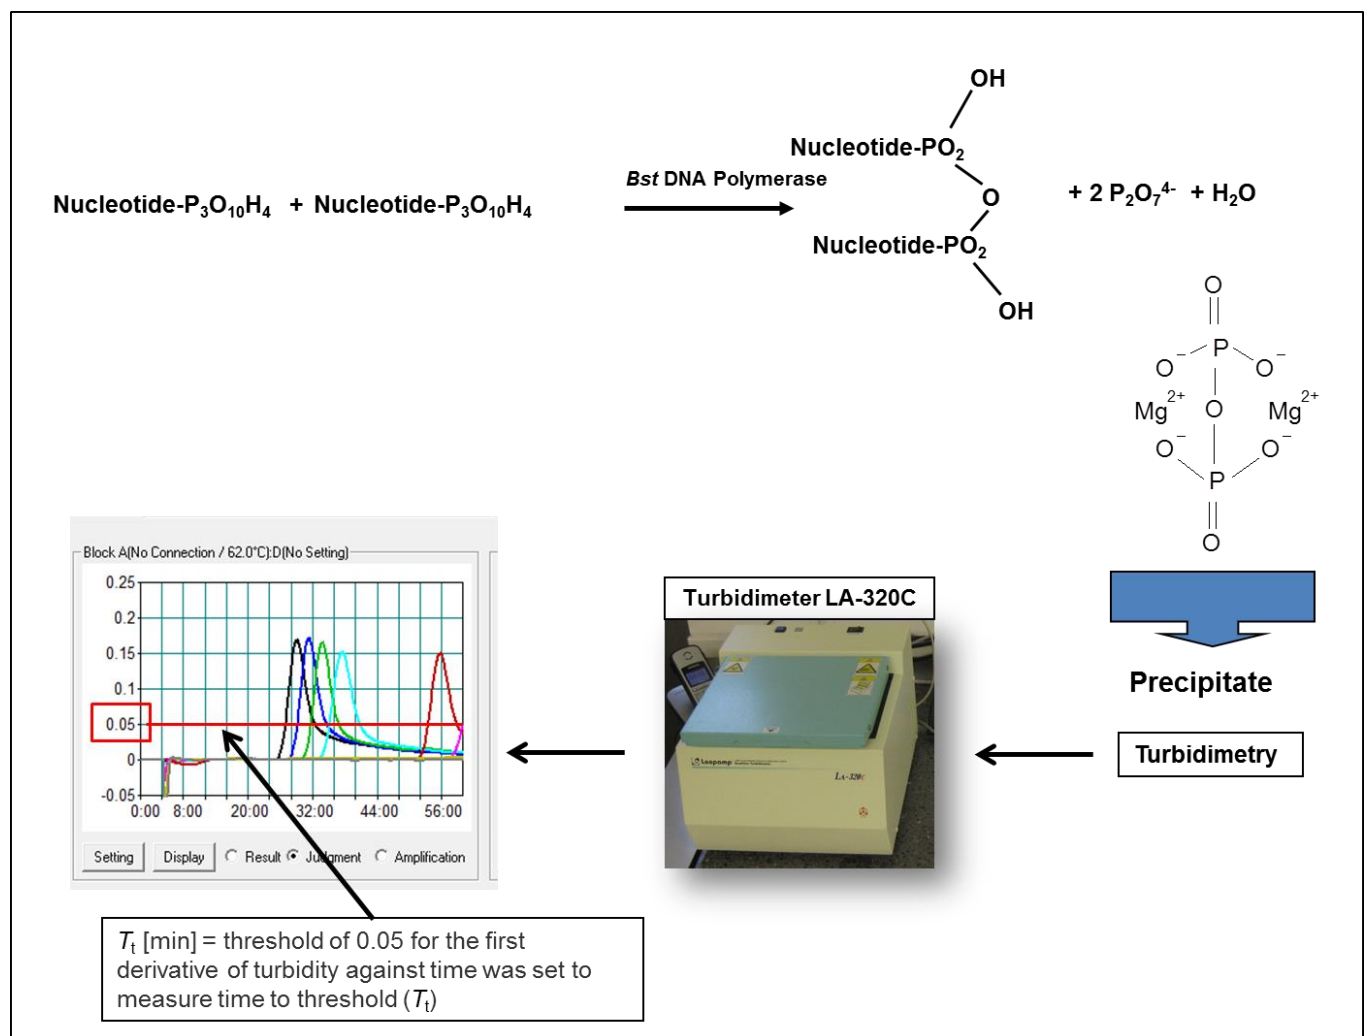 OH
Nucleotide-PO₂
Bst DNA Polymerase
O
Nucleotide-P₃O₁₀H₄ + Nucleotide-P₃O₁₀H₄
+ 2 P₂O₇⁴⁻ + H₂O
Nucleotide-PO₂
OH
O
P
O⁻ O⁻
Mg²⁺ O Mg²⁺
O⁻ O⁻
P
O
Precipitate
Turbidimetry
Turbidimeter LA-320C
Loopamp
LA-320C
Block A(No Connection / 62.0°C):D(No Setting)
0.25
0.2
0.15
0.1
0.05
0
-0.05
0:00 8:00 20:00 32:00 44:00 56:00
Setting Display Result Judgment Amplification
Tₜ [min] = threshold of 0.05 for the first
derivative of turbidity against time was set to
measure time to threshold (Tₜ)